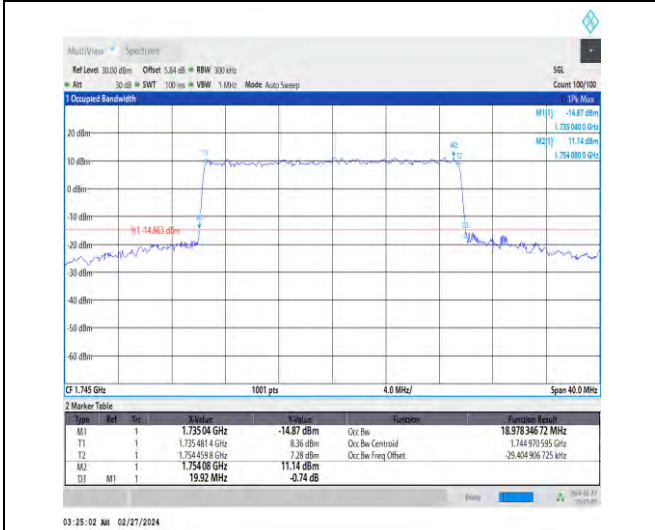 MultiView Spectrum
Ref Level 30.00 dBm Offset 5.84 dB RBW 300 kHz SGL
Att 30 dB SWT 100 ms VBW 1 MHz Mode Auto Sweep Count 100/100
1 Occupied Bandwidth 1Pk Max
M1[1] -14.87 dBm
1.735 040 0 GHz
20 dBm M2[1] 11.14 dBm
1.754 080 0 GHz
M2
T1 T2
10 dBm
0 dBm
-10 dBm
H1 -14.863 dBm
-20 dBm
-30 dBm
-40 dBm
-50 dBm
-60 dBm
CF 1.745 GHz 1001 pts 4.0 MHz/ Span 40.0 MHz
2 Marker Table
Type Ref Trc X-Value Y-Value Function Function Result
M1 1 1.735 04 GHz -14.87 dBm Occ Bw 18.978 346 72 MHz
T1 1 1.735 481 4 GHz 8.36 dBm Occ Bw Centroid 1.744 970 595 GHz
T2 1 1.754 459 8 GHz 7.28 dBm Occ Bw Freq Offset -29.404 906 725 kHz
M2 1 1.754 08 GHz 11.14 dBm
D3 M1 1 19.92 MHz -0.74 dB
03:25:02 AM 02/27/2024